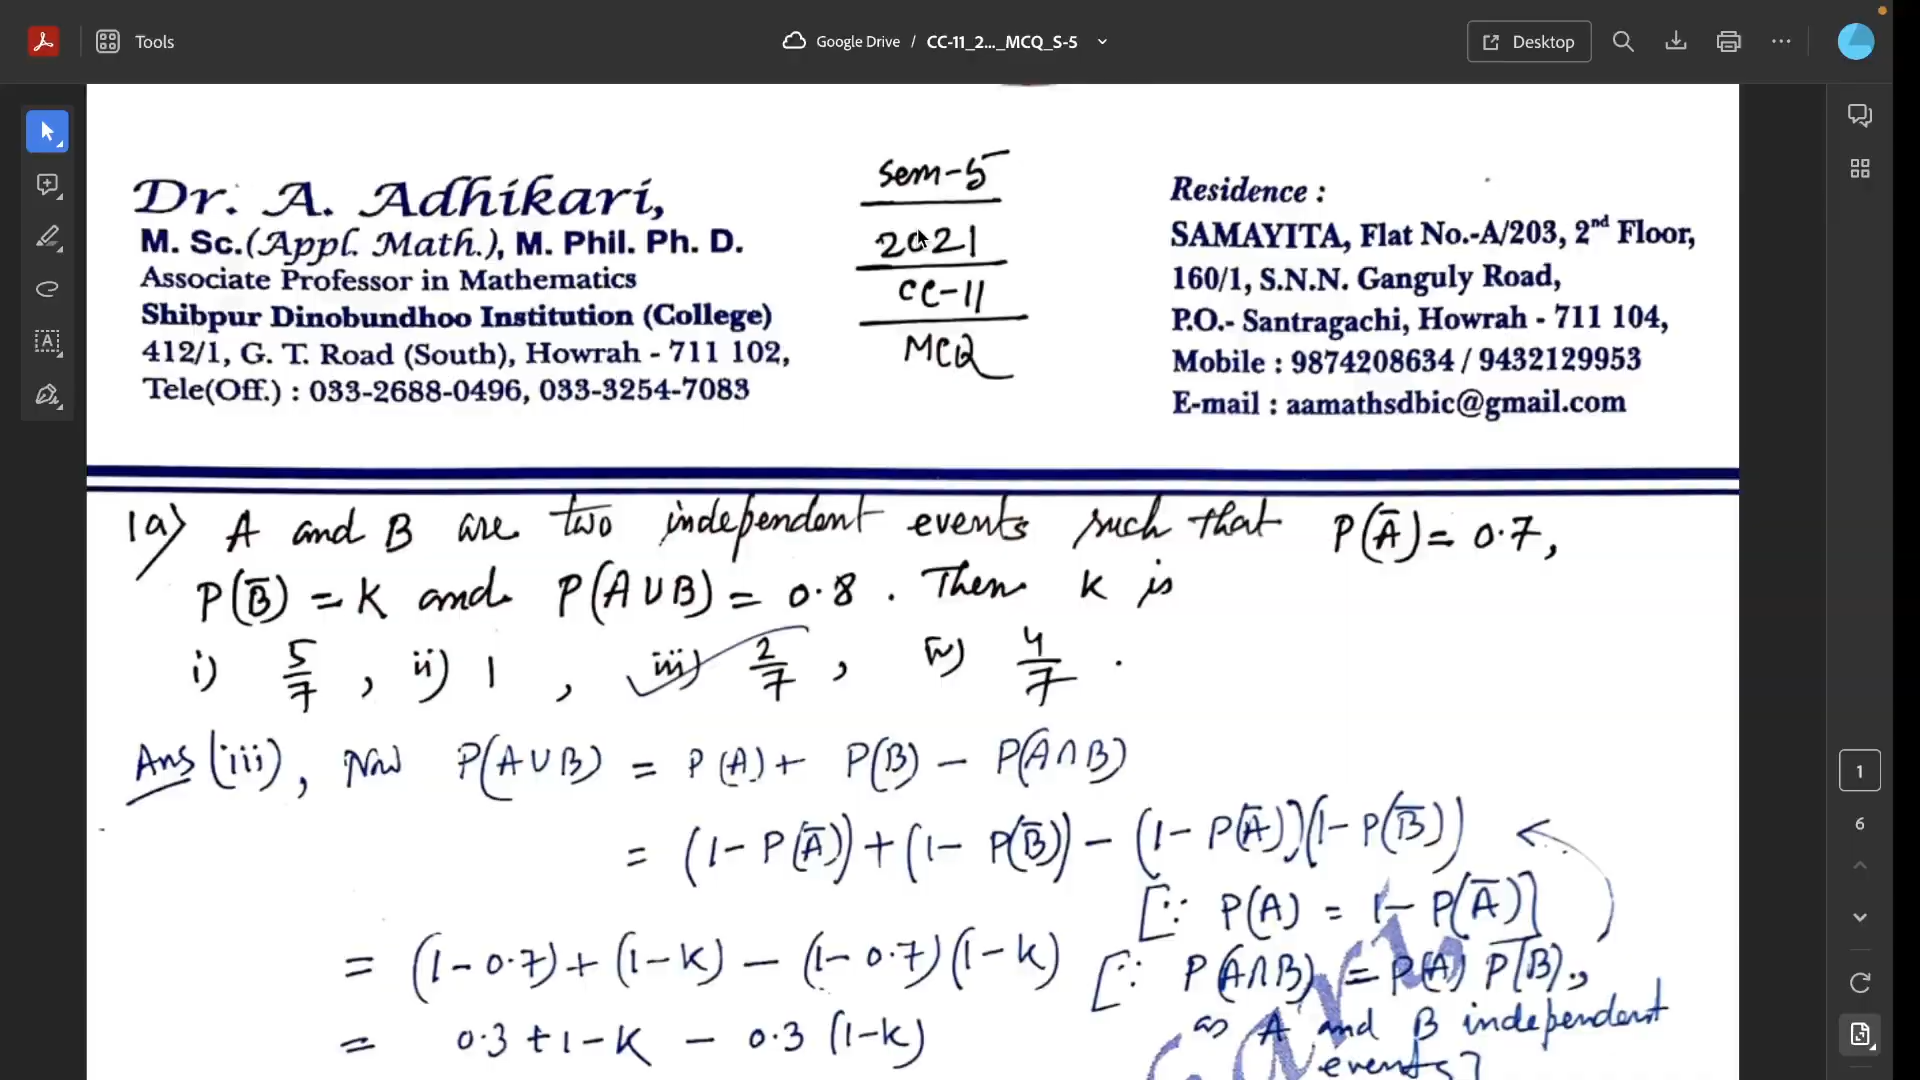 Tools
Google Drive / CC-11_2..._MCQ_S-5
Desktop
Dr. A. Adhikari,
M. Sc.(Appl. Math.), M. Phil. Ph. D.
Associate Professor in Mathematics
Shibpur Dinobundhoo Institution (College)
412/1, G. T. Road (South), Howrah - 711 102,
Tele(Off.) : 033-2688-0496, 033-3254-7083
Sem-5
2021
CC-11
MCQ
Residence :
SAMAYITA, Flat No.-A/203, 2nd Floor,
160/1, S.N.N. Ganguly Road,
P.O.- Santragachi, Howrah - 711 104,
Mobile : 9874208634 / 9432129953
E-mail : aamathsdbic@gmail.com
1a) A and B are two independent events such that P(Ā) = 0.7,
P(B̄) = K and P(A∪B) = 0.8. Then K is
i) 5/7, ii) 1, iii) 2/7, iv) 4/7.
Ans (iii), Now P(A∪B) = P(A) + P(B) − P(A∩B)
= (1− P(Ā)) + (1− P(B̄)) − (1− P(Ā))(1− P(B̄))
[∵ P(A) = 1− P(Ā)]
= (1−0.7) + (1−K) − (1−0.7)(1−K) [∵ P(A∩B) = P(A) P(B),
as A and B independent
= 0.3 + 1−K − 0.3 (1−K)
events]
1
6